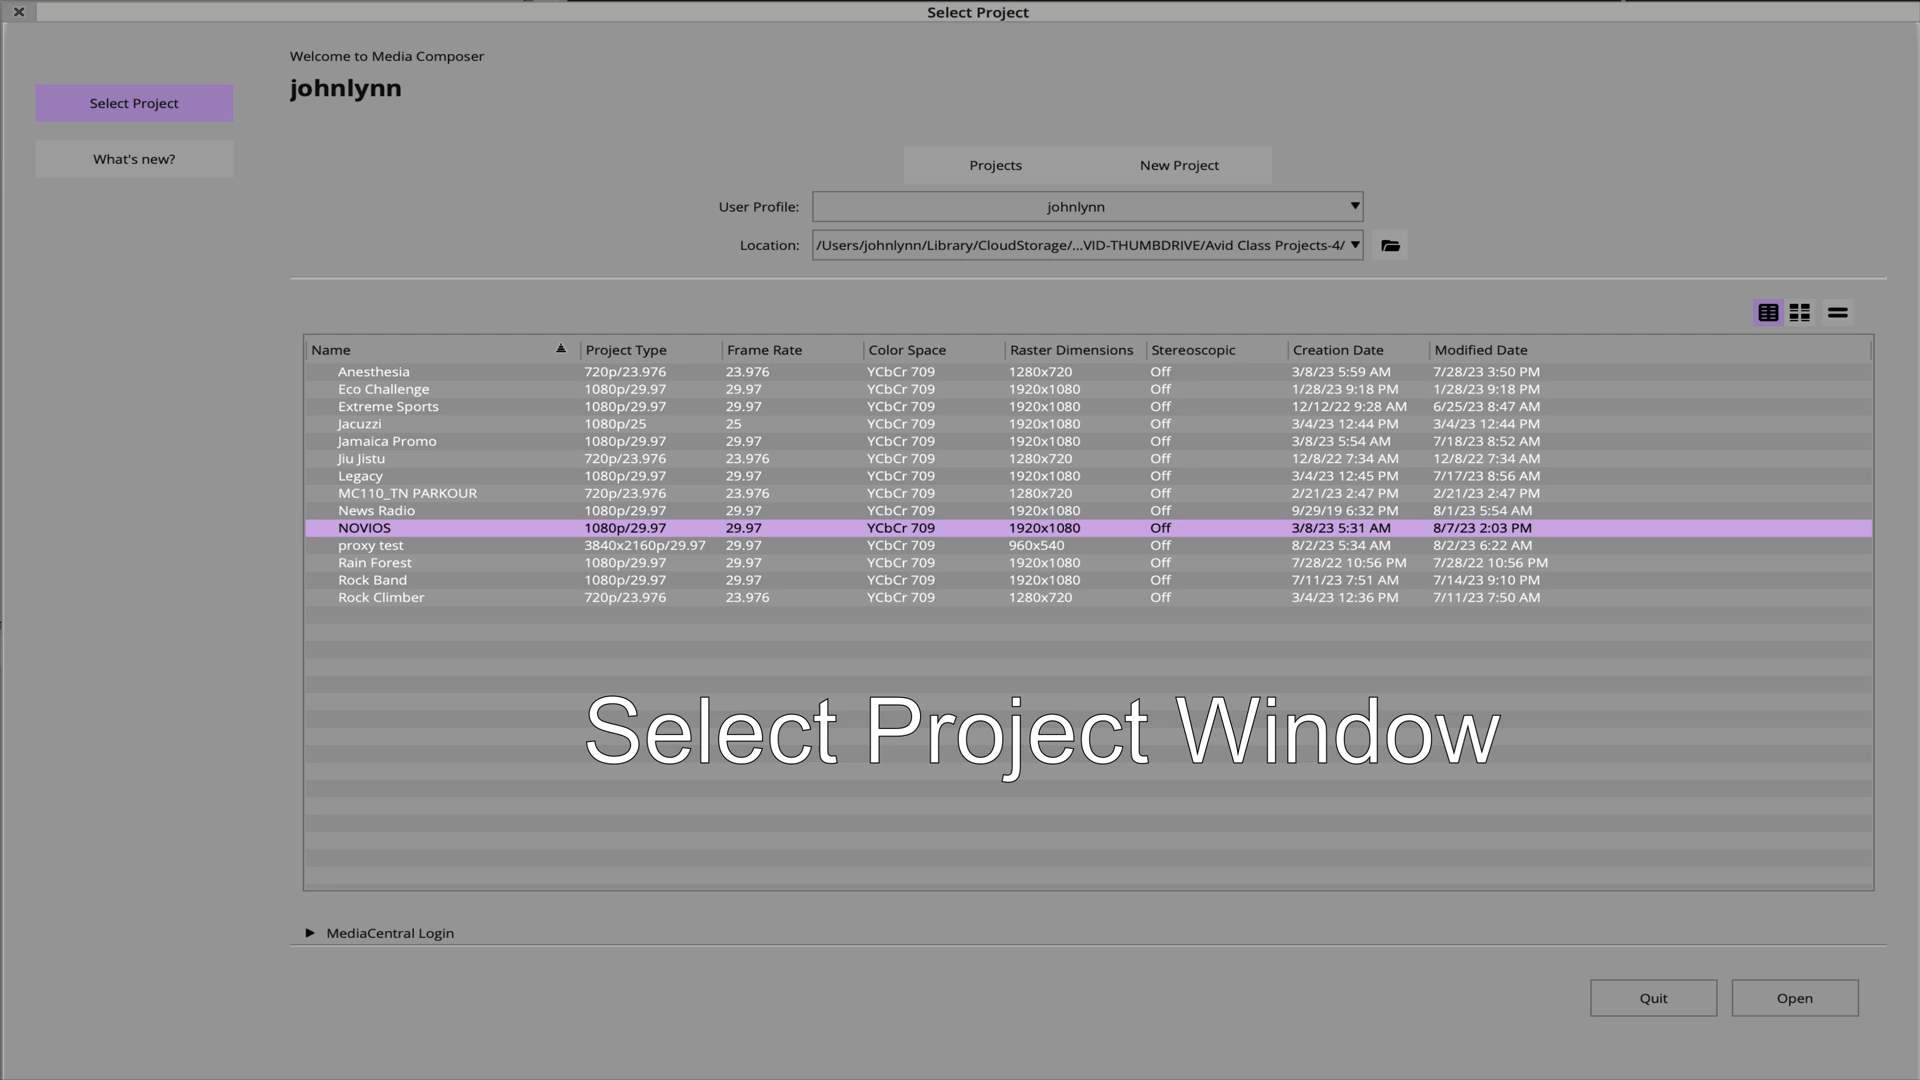 Select Project
Welcome to Media Composer
johnlynn
Select Project
What's new?
Projects New Project
User Profile: johnlynn
Location: /Users/johnlynn/Library/CloudStorage/...VID-THUMBDRIVE/Avid Class Projects-4/
Name Project Type Frame Rate Color Space Raster Dimensions Stereoscopic Creation Date Modified Date
Anesthesia 720p/23.976 23.976 YCbCr 709 1280x720 Off 3/8/23 5:59 AM 7/28/23 3:50 PM
Eco Challenge 1080p/29.97 29.97 YCbCr 709 1920x1080 Off 1/28/23 9:18 PM 1/28/23 9:18 PM
Extreme Sports 1080p/29.97 29.97 YCbCr 709 1920x1080 Off 12/12/22 9:28 AM 6/25/23 8:47 AM
Jacuzzi 1080p/25 25 YCbCr 709 1920x1080 Off 3/4/23 12:44 PM 3/4/23 12:44 PM
Jamaica Promo 1080p/29.97 29.97 YCbCr 709 1920x1080 Off 3/8/23 5:54 AM 7/18/23 8:52 AM
Jiu Jistu 720p/23.976 23.976 YCbCr 709 1280x720 Off 12/8/22 7:34 AM 12/8/22 7:34 AM
Legacy 1080p/29.97 29.97 YCbCr 709 1920x1080 Off 3/4/23 12:45 PM 7/17/23 8:56 AM
MC110_TN PARKOUR 720p/23.976 23.976 YCbCr 709 1280x720 Off 2/21/23 2:47 PM 2/21/23 2:47 PM
News Radio 1080p/29.97 29.97 YCbCr 709 1920x1080 Off 9/29/19 6:32 PM 8/1/23 5:54 AM
NOVIOS 1080p/29.97 29.97 YCbCr 709 1920x1080 Off 3/8/23 5:31 AM 8/7/23 2:03 PM
proxy test 3840x2160p/29.97 29.97 YCbCr 709 960x540 Off 8/2/23 5:34 AM 8/2/23 6:22 AM
Rain Forest 1080p/29.97 29.97 YCbCr 709 1920x1080 Off 7/28/22 10:56 PM 7/28/22 10:56 PM
Rock Band 1080p/29.97 29.97 YCbCr 709 1920x1080 Off 7/11/23 7:51 AM 7/14/23 9:10 PM
Rock Climber 720p/23.976 23.976 YCbCr 709 1280x720 Off 3/4/23 12:36 PM 7/11/23 7:50 AM
Select Project Window
MediaCentral Login
Quit Open